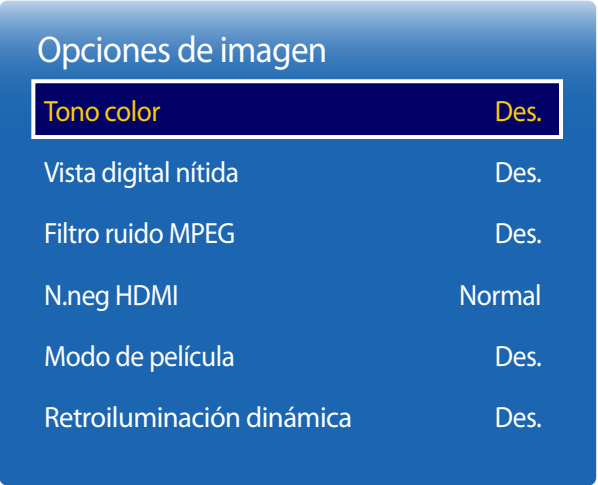 Opciones de imagen
Tono color Des.
Vista digital nítida Des.
Filtro ruido MPEG Des.
N.neg HDMI Normal
Modo de película Des.
Retroiluminación dinámica Des.